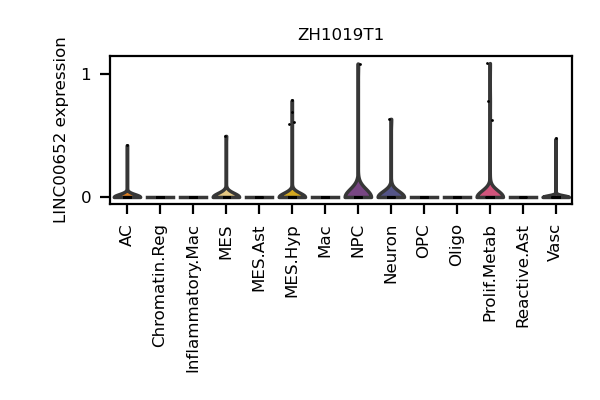 ZH1019T1
LINC00652 expression
1
0
AC
Chromatin.Reg
Inflammatory.Mac
MES
MES.Ast
MES.Hyp
Mac
NPC
Neuron
OPC
Oligo
Prolif.Metab
Reactive.Ast
Vasc